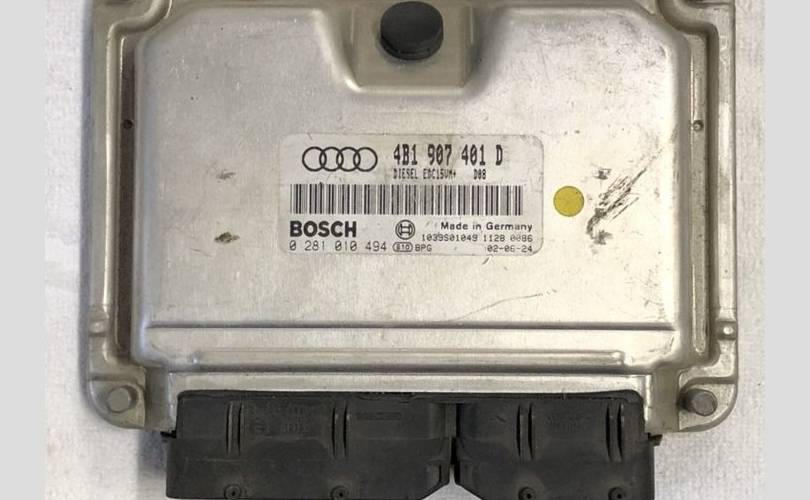 4B1 907 401 D
DIESEL EDC15VM+ D08
BOSCH
Made in Germany
1039S01049 1128 0086
0 281 010 494 BPG 02-06-24